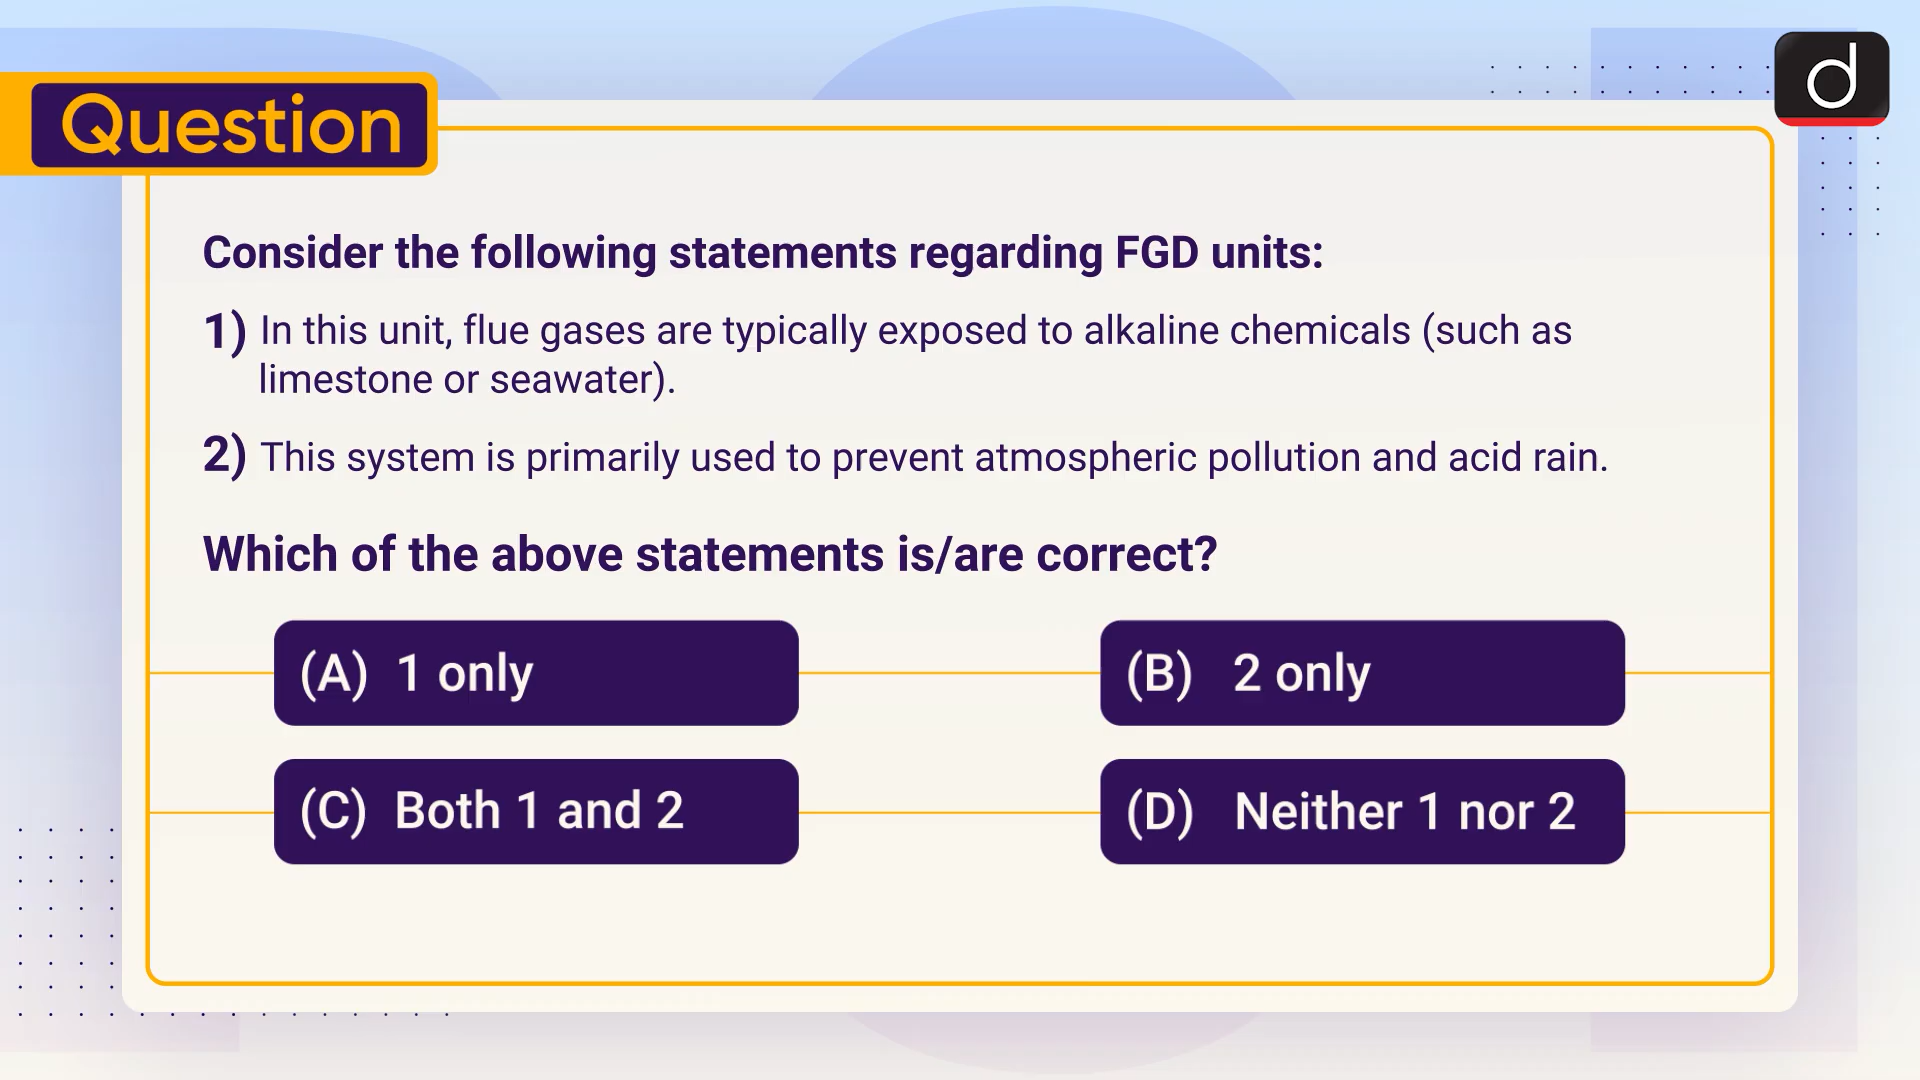 Question
d
Consider the following statements regarding FGD units:
1) In this unit, flue gases are typically exposed to alkaline chemicals (such as
limestone or seawater).
2) This system is primarily used to prevent atmospheric pollution and acid rain.
Which of the above statements is/are correct?
(A) 1 only
(B) 2 only
(C) Both 1 and 2
(D) Neither 1 nor 2